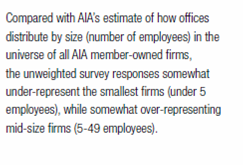 Compared with AIA's estimate of how offices
distribute by size (number of employees) in the
universe of all AIA member-owned firms,
the unweighted survey responses somewhat
under-represent the smallest firms (under 5
employees), while somewhat over-representing
mid-size firms (5-49 employees).